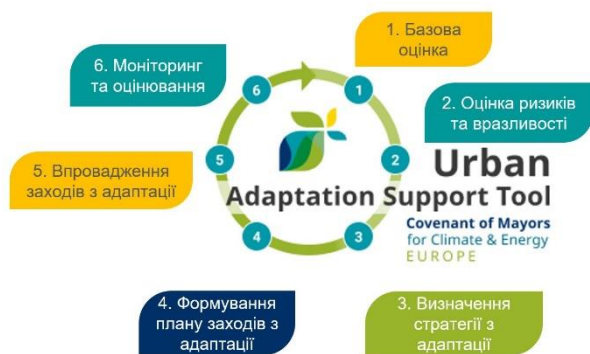 1. Базова
оцінка
6. Моніторинг
та оцінювання
6
1
2. Оцінка ризиків
та вразливості
5. Впровадження
заходів з адаптації
5
2
Urban
Adaptation Support Tool
Covenant of Mayors
for Climate & Energy
EUROPE
4
3
4. Формування
плану заходів з
адаптації
3. Визначення
стратегії з
адаптації